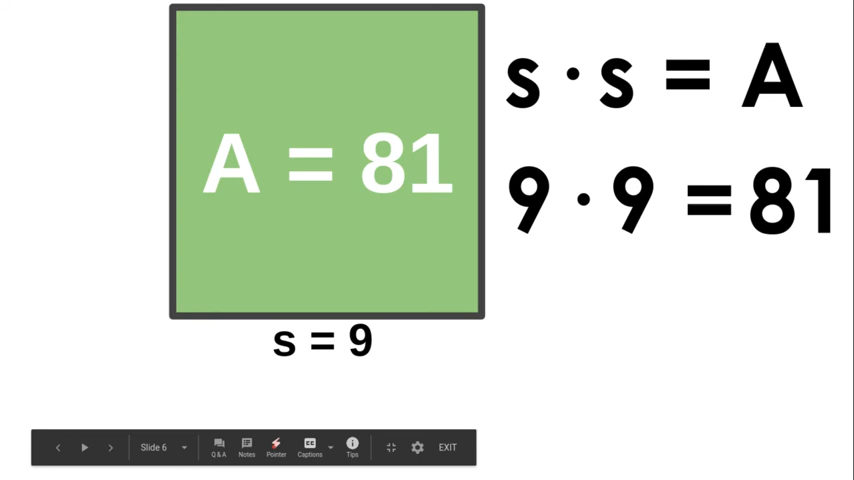 A = 81
s · s = A
9 · 9 = 81
s = 9
Slide 6
Q & A
Notes
Pointer
CC
Captions
Tips
EXIT